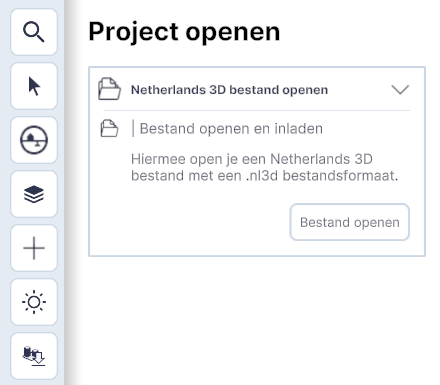 Project openen
Netherlands 3D bestand openen
| Bestand openen en inladen
Hiermee open je een Netherlands 3D
bestand met een .nl3d bestandsformaat.
Bestand openen